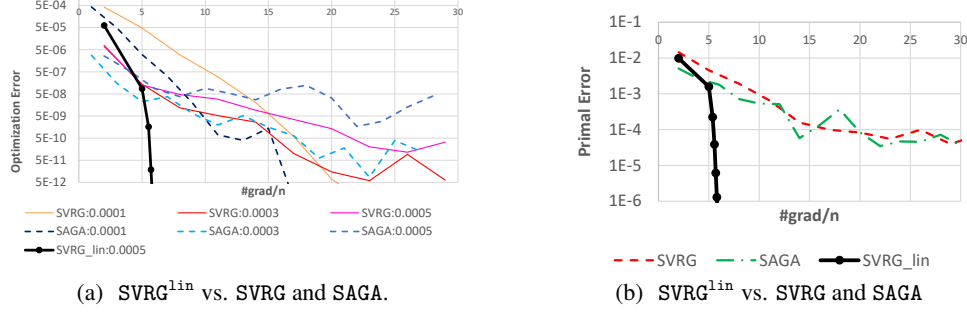 5E-04
5E-05
5E-06
5E-07
5E-08
5E-09
5E-10
5E-11
5E-12
0 5 10 15 20 25 30
Optimization Error
#grad/n
SVRG:0.0001 SVRG:0.0003 SVRG:0.0005
SAGA:0.0001 SAGA:0.0003 SAGA:0.0005
SVRG_lin:0.0005
(a) SVRG^lin vs. SVRG and SAGA.
1E-1
1E-2
1E-3
1E-4
1E-5
1E-6
0 5 10 15 20 25 30
Primal Error
#grad/n
SVRG SAGA SVRG_lin
(b) SVRG^lin vs. SVRG and SAGA